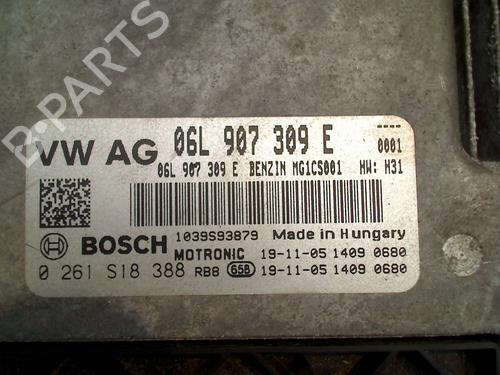 B-PARTS
----
VW AG 06L 907 309 E 0001
06L 907 309 E BENZIN MG1CS001 HW: H31
BOSCH 1039S93879 Made in Hungary
MOTRONIC 19-11-05 1409 0680
0 261 S18 388 RB8 658 19-11-05 1409 0680